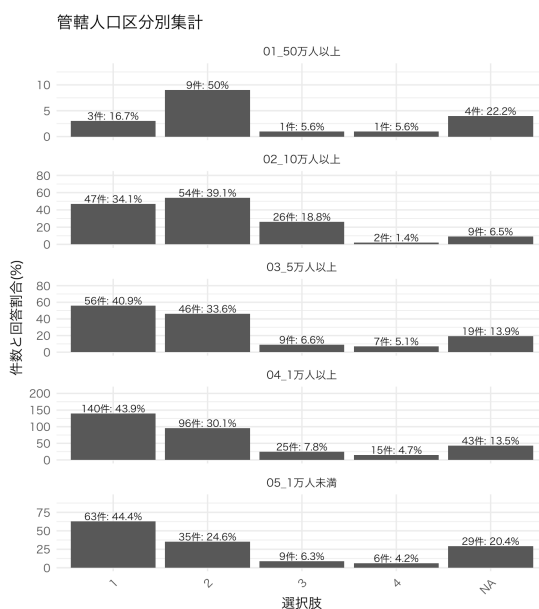 管轄人口区分別集計
件数と回答割合(%)
01_50万人以上
10
5
0
3件: 16.7%
9件: 50%
1件: 5.6%
1件: 5.6%
4件: 22.2%
02_10万人以上
80
60
40
20
0
47件: 34.1%
54件: 39.1%
26件: 18.8%
2件: 1.4%
9件: 6.5%
03_5万人以上
80
60
40
20
0
56件: 40.9%
46件: 33.6%
9件: 6.6%
7件: 5.1%
19件: 13.9%
04_1万人以上
200
150
100
50
0
140件: 43.9%
96件: 30.1%
25件: 7.8%
15件: 4.7%
43件: 13.5%
05_1万人未満
75
50
25
0
63件: 44.4%
35件: 24.6%
9件: 6.3%
6件: 4.2%
29件: 20.4%
1
2
3
4
NA
選択肢